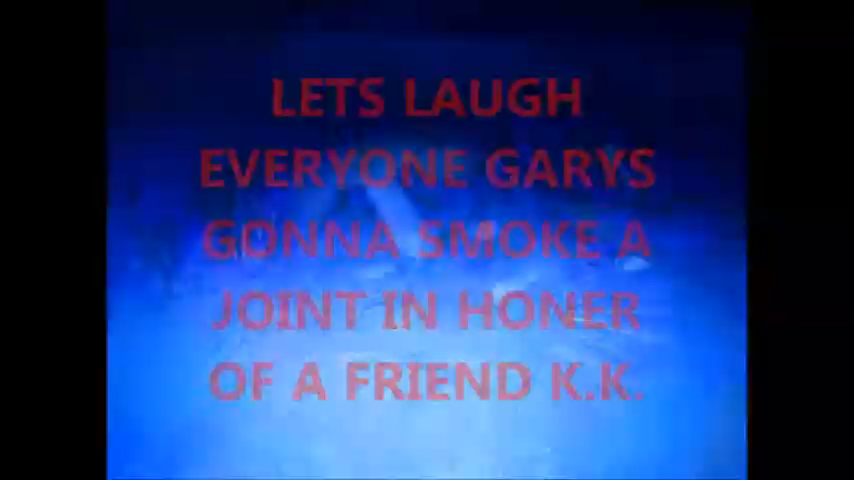 LETS LAUGH
EVERYONE GARYS
GONNA SMOKE A
JOINT IN HONER
OF A FRIEND K.K.